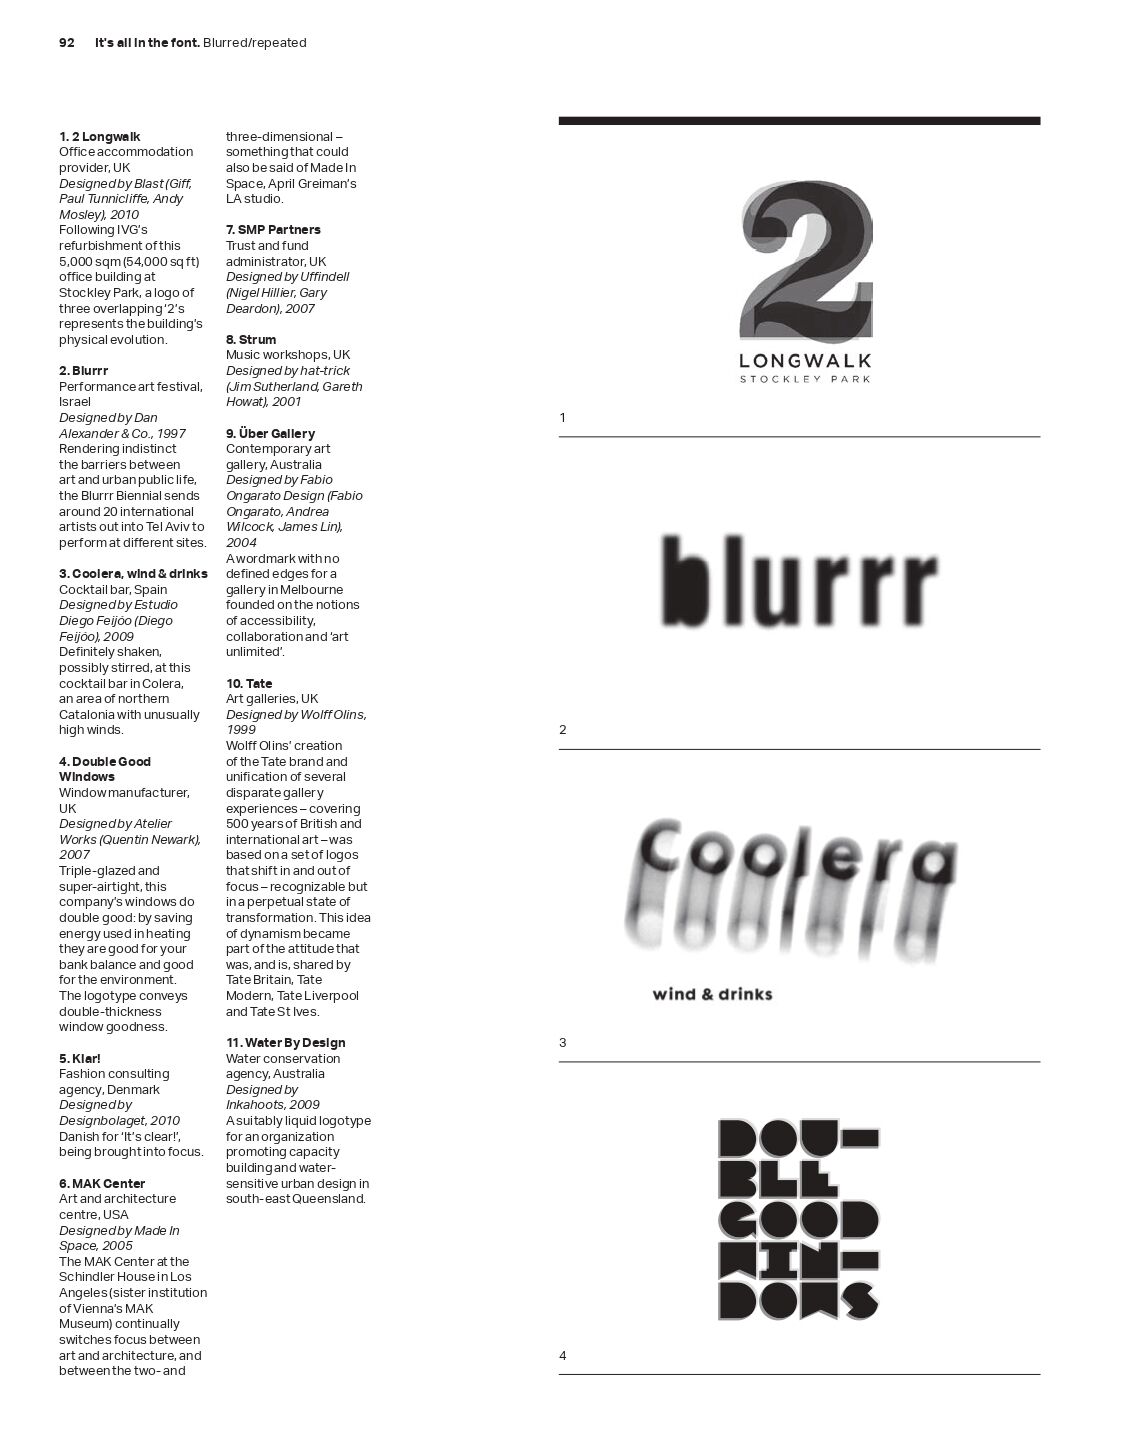 92 It's all in the font. Blurred/repeated
1. 2 Longwalk
Office accommodation
provider, UK
Designed by Blast (Giff,
Paul Tunnicliffe, Andy
Mosley), 2010
Following IVG's
refurbishment of this
5,000 sqm (54,000 sq ft)
office building at
Stockley Park, a logo of
three overlapping '2's
represents the building's
physical evolution.
2. Blurrr
Performance art festival,
Israel
Designed by Dan
Alexander & Co., 1997
Rendering indistinct
the barriers between
art and urban public life,
the Blurrr Biennial sends
around 20 international
artists out into Tel Aviv to
perform at different sites.
3. Coolera, wind & drinks
Cocktail bar, Spain
Designed by Estudio
Diego Feijóo (Diego
Feijóo), 2009
Definitely shaken,
possibly stirred, at this
cocktail bar in Colera,
an area of northern
Catalonia with unusually
high winds.
4. Double Good
Windows
Window manufacturer,
UK
Designed by Atelier
Works (Quentin Newark),
2007
Triple-glazed and
super-airtight, this
company's windows do
double good: by saving
energy used in heating
they are good for your
bank balance and good
for the environment.
The logotype conveys
double-thickness
window goodness.
5. Klar!
Fashion consulting
agency, Denmark
Designed by
Designbolaget, 2010
Danish for 'It's clear!',
being brought into focus.
6. MAK Center
Art and architecture
centre, USA
Designed by Made In
Space, 2005
The MAK Center at the
Schindler House in Los
Angeles (sister institution
of Vienna's MAK
Museum) continually
switches focus between
art and architecture, and
between the two- and
three-dimensional –
something that could
also be said of Made In
Space, April Greiman's
LA studio.
7. SMP Partners
Trust and fund
administrator, UK
Designed by Uffindell
(Nigel Hillier, Gary
Deardon), 2007
8. Strum
Music workshops, UK
Designed by hat-trick
(Jim Sutherland, Gareth
Howat), 2001
9. Über Gallery
Contemporary art
gallery, Australia
Designed by Fabio
Ongarato Design (Fabio
Ongarato, Andrea
Wilcock, James Lin),
2004
A wordmark with no
defined edges for a
gallery in Melbourne
founded on the notions
of accessibility,
collaboration and 'art
unlimited'.
10. Tate
Art galleries, UK
Designed by Wolff Olins,
1999
Wolff Olins' creation
of the Tate brand and
unification of several
disparate gallery
experiences – covering
500 years of British and
international art – was
based on a set of logos
that shift in and out of
focus – recognizable but
in a perpetual state of
transformation. This idea
of dynamism became
part of the attitude that
was, and is, shared by
Tate Britain, Tate
Modern, Tate Liverpool
and Tate St Ives.
11. Water By Design
Water conservation
agency, Australia
Designed by
Inkahoots, 2009
A suitably liquid logotype
for an organization
promoting capacity
building and water-
sensitive urban design in
south-east Queensland.
2
LONGWALK
STOCKLEY PARK
1
blurrr
2
Coolera
wind & drinks
3
DOU-
BLE
GOOD
WIN-
DOWS
4